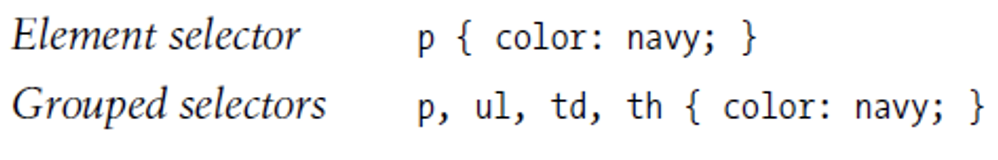 Element selector p { color: navy; }
Grouped selectors p, ul, td, th { color: navy; }